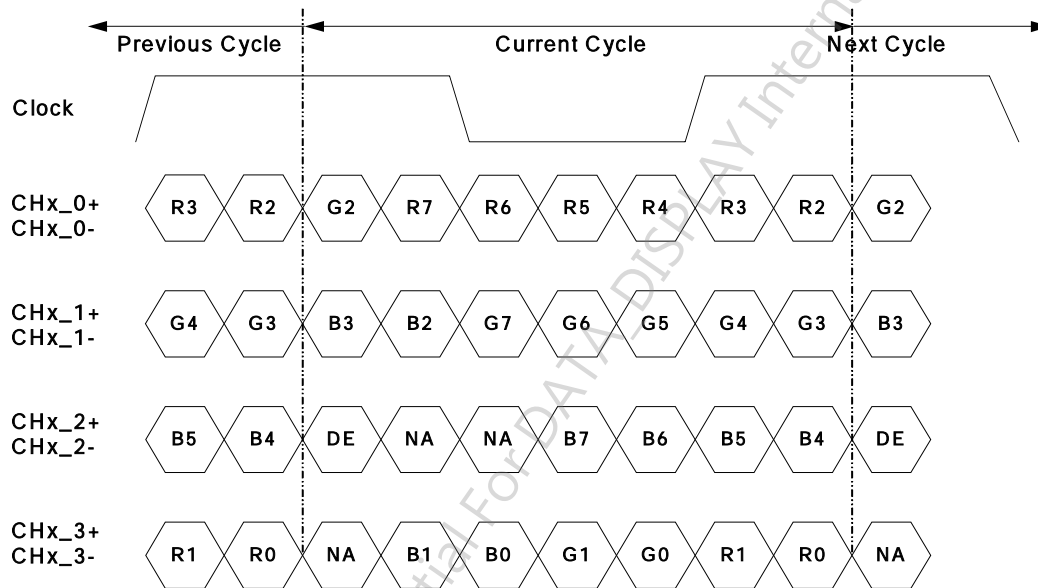 Previous Cycle Current Cycle Next Cycle
Clock
CHx_0+
CHx_0-
R3 R2 G2 R7 R6 R5 R4 R3 R2 G2
CHx_1+
CHx_1-
G4 G3 B3 B2 G7 G6 G5 G4 G3 B3
CHx_2+
CHx_2-
B5 B4 DE NA NA B7 B6 B5 B4 DE
CHx_3+
CHx_3-
R1 R0 NA B1 B0 G1 G0 R1 R0 NA
For DATA_DISPLAY